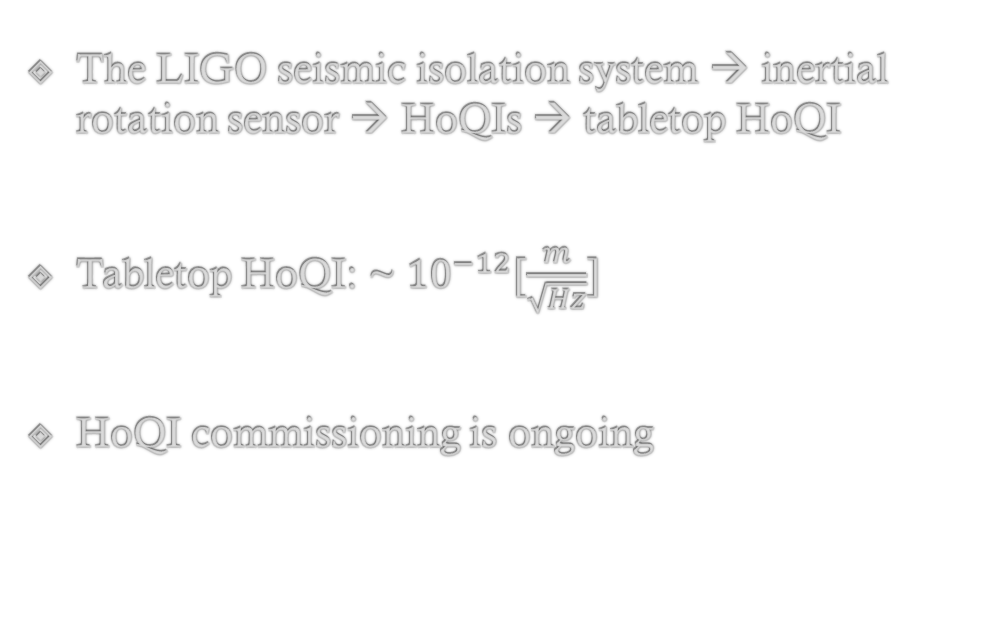 ❖ The LIGO seismic isolation system → inertial
rotation sensor → HoQIs → tabletop HoQI
❖ Tabletop HoQI: ~ 10⁻¹²[m/√Hz]
❖ HoQI commissioning is ongoing